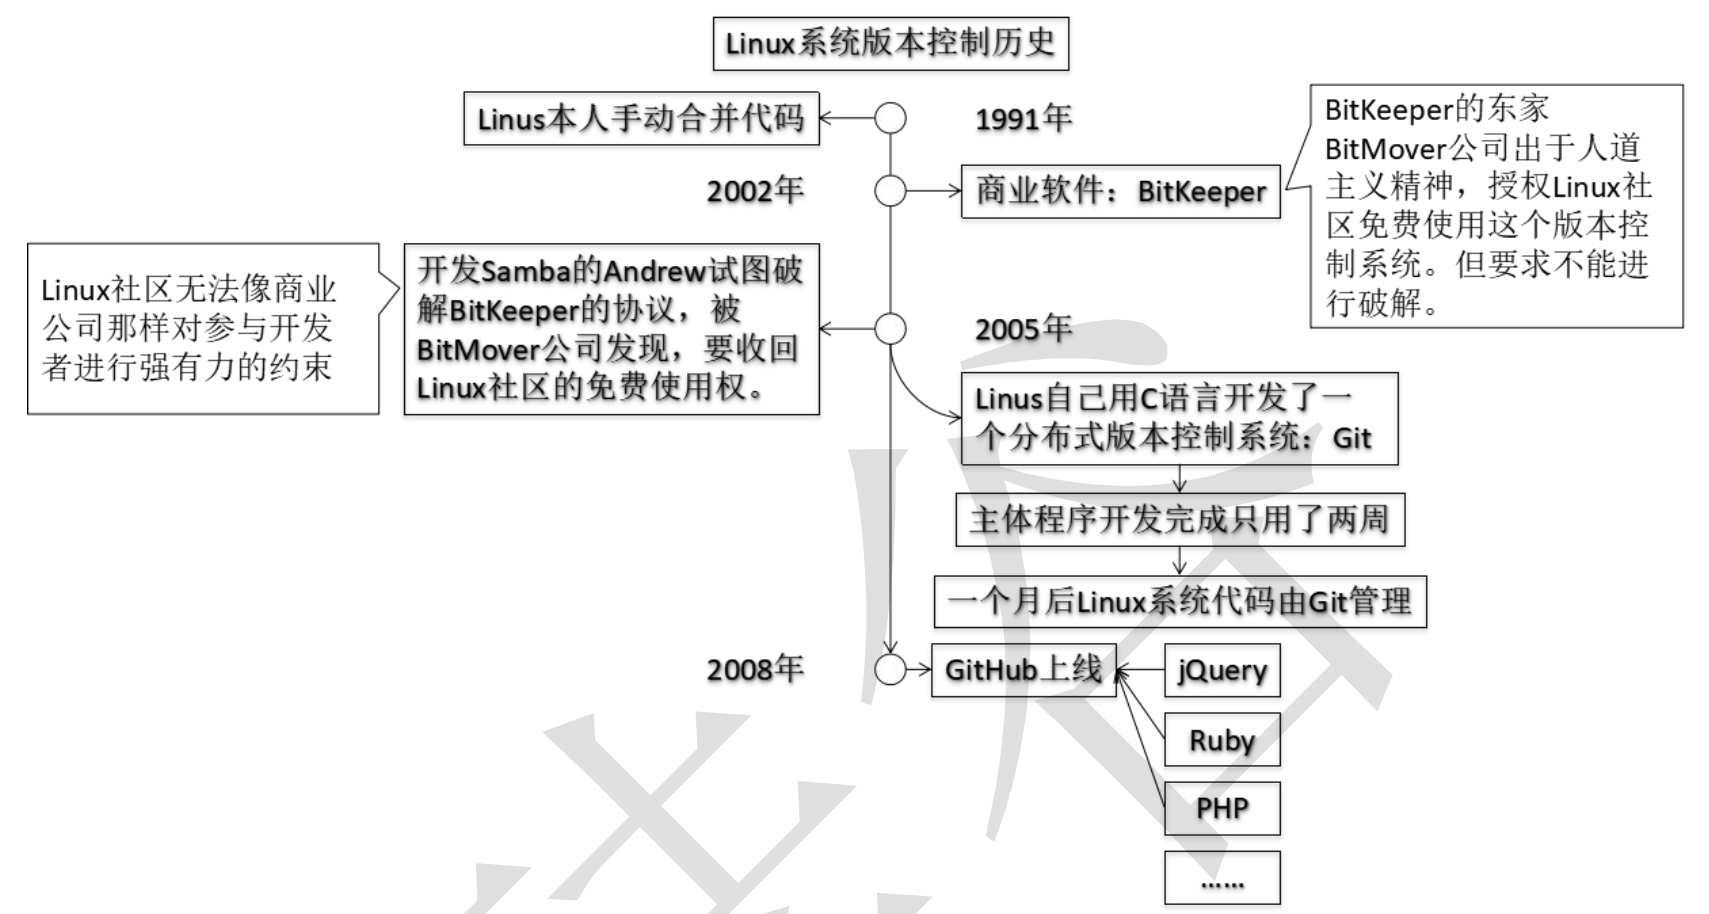 Linux系统版本控制历史
Linus本人手动合并代码
1991年
2002年
商业软件：BitKeeper
BitKeeper的东家
BitMover公司出于人道
主义精神，授权Linux社
区免费使用这个版本控
制系统。但要求不能进
行破解。
Linux社区无法像商业
公司那样对参与开发
者进行强有力的约束
开发Samba的Andrew试图破
解BitKeeper的协议，被
BitMover公司发现，要收回
Linux社区的免费使用权。
2005年
Linus自己用C语言开发了一
个分布式版本控制系统：Git
主体程序开发完成只用了两周
一个月后Linux系统代码由Git管理
2008年
GitHub上线
jQuery
Ruby
PHP
……